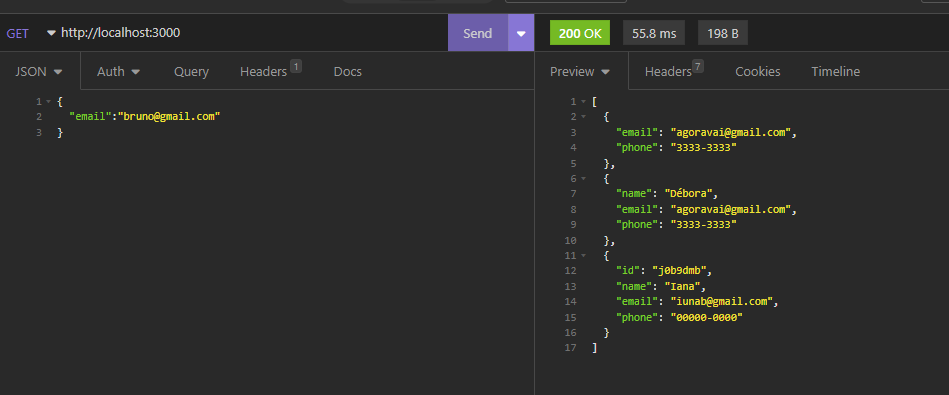 GET http://localhost:3000 Send 200 OK 55.8 ms 198 B
JSON Auth Query Headers 1 Docs
Preview Headers 7 Cookies Timeline
1 {
2 "email":"bruno@gmail.com"
3 }
1 [
2 {
3 "email": "agoravai@gmail.com",
4 "phone": "3333-3333"
5 },
6 {
7 "name": "Débora",
8 "email": "agoravai@gmail.com",
9 "phone": "3333-3333"
10 },
11 {
12 "id": "j0b9dmb",
13 "name": "Iana",
14 "email": "iunab@gmail.com",
15 "phone": "00000-0000"
16 }
17 ]